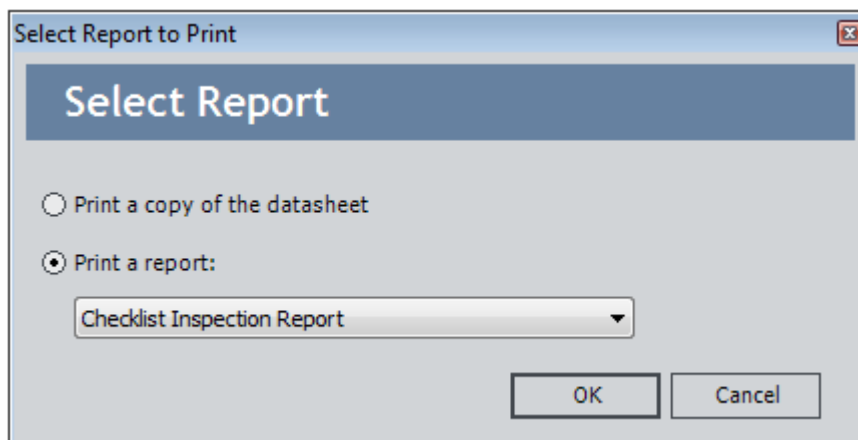 Select Report to Print
Select Report
Print a copy of the datasheet
Print a report:
Checklist Inspection Report
OK Cancel